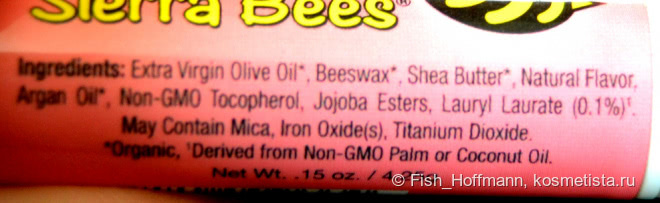 Sierra Bees®
Ingredients: Extra Virgin Olive Oil*, Beeswax*, Shea Butter*, Natural Flavor,
Argan Oil*, Non-GMO Tocopherol, Jojoba Esters, Lauryl Laurate (0.1%)†.
May Contain Mica, Iron Oxide(s), Titanium Dioxide.
*Organic, †Derived from Non-GMO Palm or Coconut Oil.
Net Wt. .15 oz. / 4.25g
© Fish_Hoffmann, kosmetista.ru